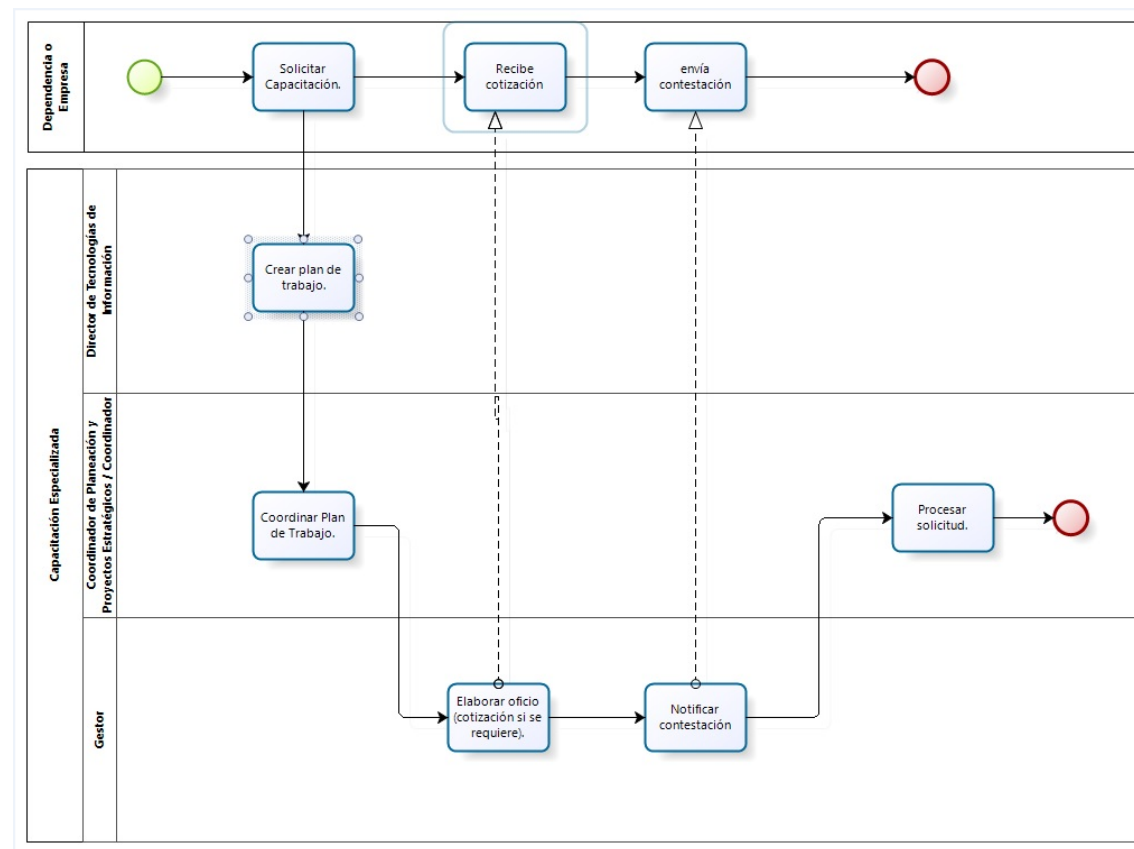 Dependencia o
Empresa
Solicitar
Capacitación.
Recibe
cotización
envía
contestación
Capacitación Especializada
Director de Tecnologías de
Información
Crear plan de
trabajo.
Coordinador de Planeación y
Proyectos Estratégicos / Coordinador
Coordinar Plan
de Trabajo.
Procesar
solicitud.
Gestor
Elaborar oficio
(cotización si se
requiere).
Notificar
contestación